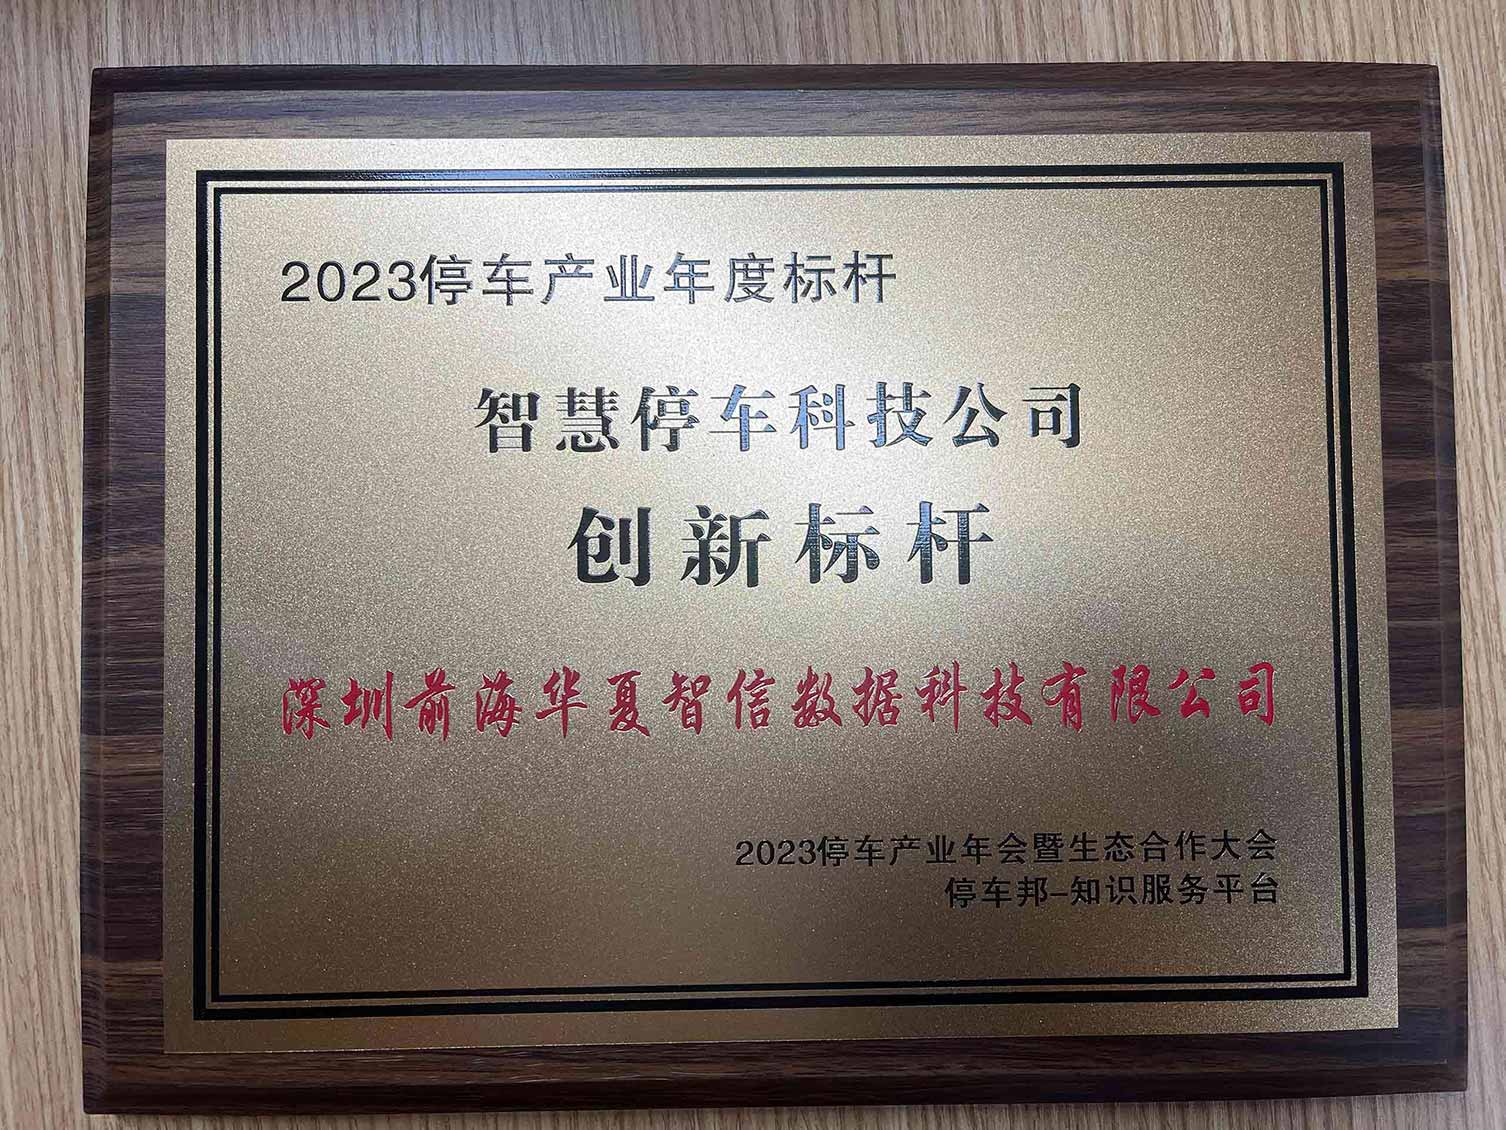 2023停车产业年度标杆
智慧停车科技公司
创新标杆
深圳前海华夏智信数据科技有限公司
2023停车产业年会暨生态合作大会
停车邦-知识服务平台